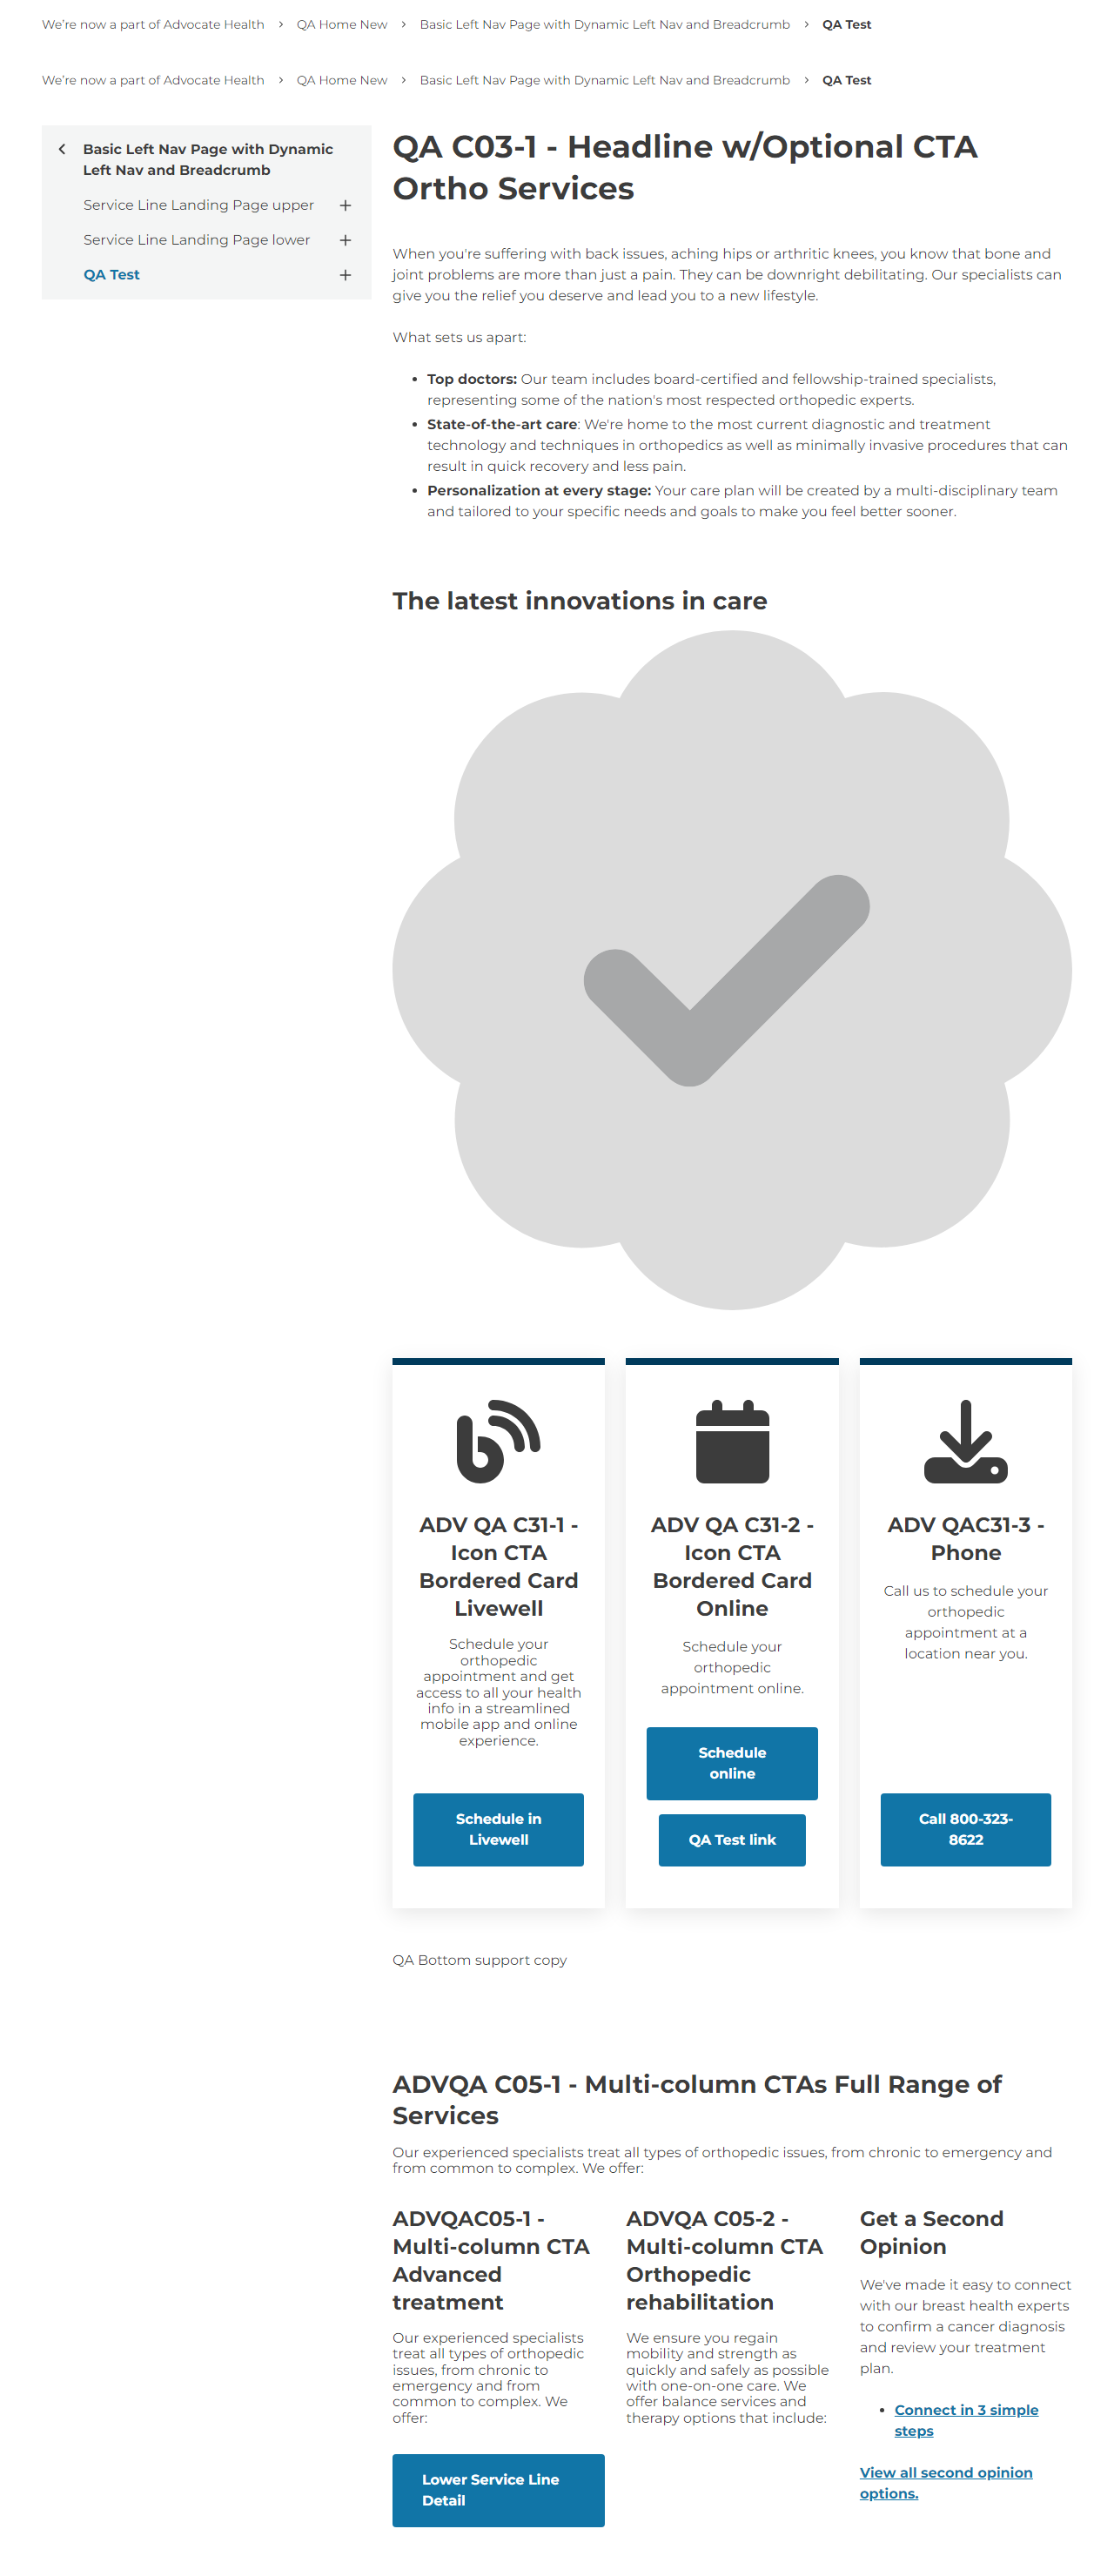 We're now a part of Advocate Health > QA Home New > Basic Left Nav Page with Dynamic Left Nav and Breadcrumb > QA Test
We're now a part of Advocate Health > QA Home New > Basic Left Nav Page with Dynamic Left Nav and Breadcrumb > QA Test
Basic Left Nav Page with Dynamic
Left Nav and Breadcrumb
Service Line Landing Page upper
Service Line Landing Page lower
QA Test
QA C03-1 - Headline w/Optional CTA
Ortho Services
When you're suffering with back issues, aching hips or arthritic knees, you know that bone and
joint problems are more than just a pain. They can be downright debilitating. Our specialists can
give you the relief you deserve and lead you to a new lifestyle.
What sets us apart:
• Top doctors: Our team includes board-certified and fellowship-trained specialists,
representing some of the nation's most respected orthopedic experts.
• State-of-the-art care: We're home to the most current diagnostic and treatment
technology and techniques in orthopedics as well as minimally invasive procedures that can
result in quick recovery and less pain.
• Personalization at every stage: Your care plan will be created by a multi-disciplinary team
and tailored to your specific needs and goals to make you feel better sooner.
The latest innovations in care
ADV QA C31-1 -
Icon CTA
Bordered Card
Livewell
Schedule your
orthopedic
appointment and get
access to all your health
info in a streamlined
mobile app and online
experience.
Schedule in
Livewell
ADV QA C31-2 -
Icon CTA
Bordered Card
Online
Schedule your
orthopedic
appointment online.
Schedule
online
QA Test link
ADV QAC31-3 -
Phone
Call us to schedule your
orthopedic
appointment at a
location near you.
Call 800-323-
8622
QA Bottom support copy
ADVQA C05-1 - Multi-column CTAs Full Range of
Services
Our experienced specialists treat all types of orthopedic issues, from chronic to emergency and
from common to complex. We offer:
ADVQAC05-1 -
Multi-column CTA
Advanced
treatment
Our experienced specialists
treat all types of orthopedic
issues, from chronic to
emergency and from
common to complex. We
offer:
Lower Service Line
Detail
ADVQA C05-2 -
Multi-column CTA
Orthopedic
rehabilitation
We ensure you regain
mobility and strength as
quickly and safely as possible
with one-on-one care. We
offer balance services and
therapy options that include:
Get a Second
Opinion
We've made it easy to connect
with our breast health experts
to confirm a cancer diagnosis
and review your treatment
plan.
• Connect in 3 simple
steps
View all second opinion
options.